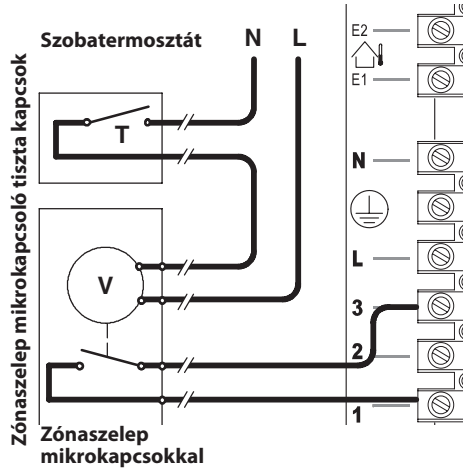 Szobatermosztát
N L
E2
E1
T
N
L
V
3
2
1
Zónaszelep mikrokapcsoló tiszta kapcsok
Zónaszelep
mikrokapcsokkal